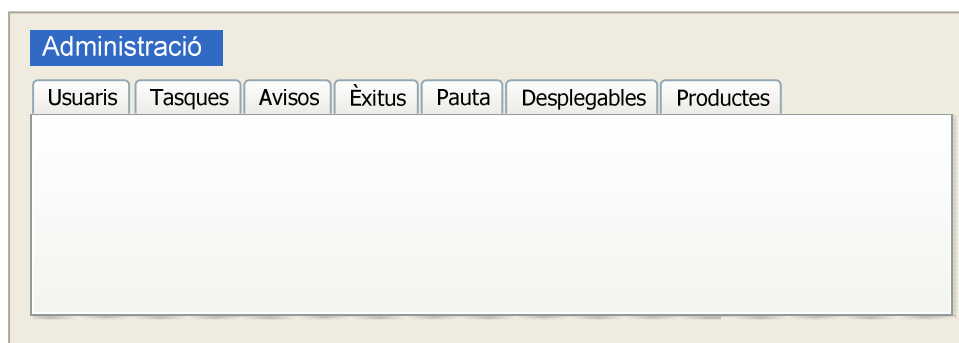 Administració
Usuaris Tasques Avisos Èxitus Pauta Desplegables Productes